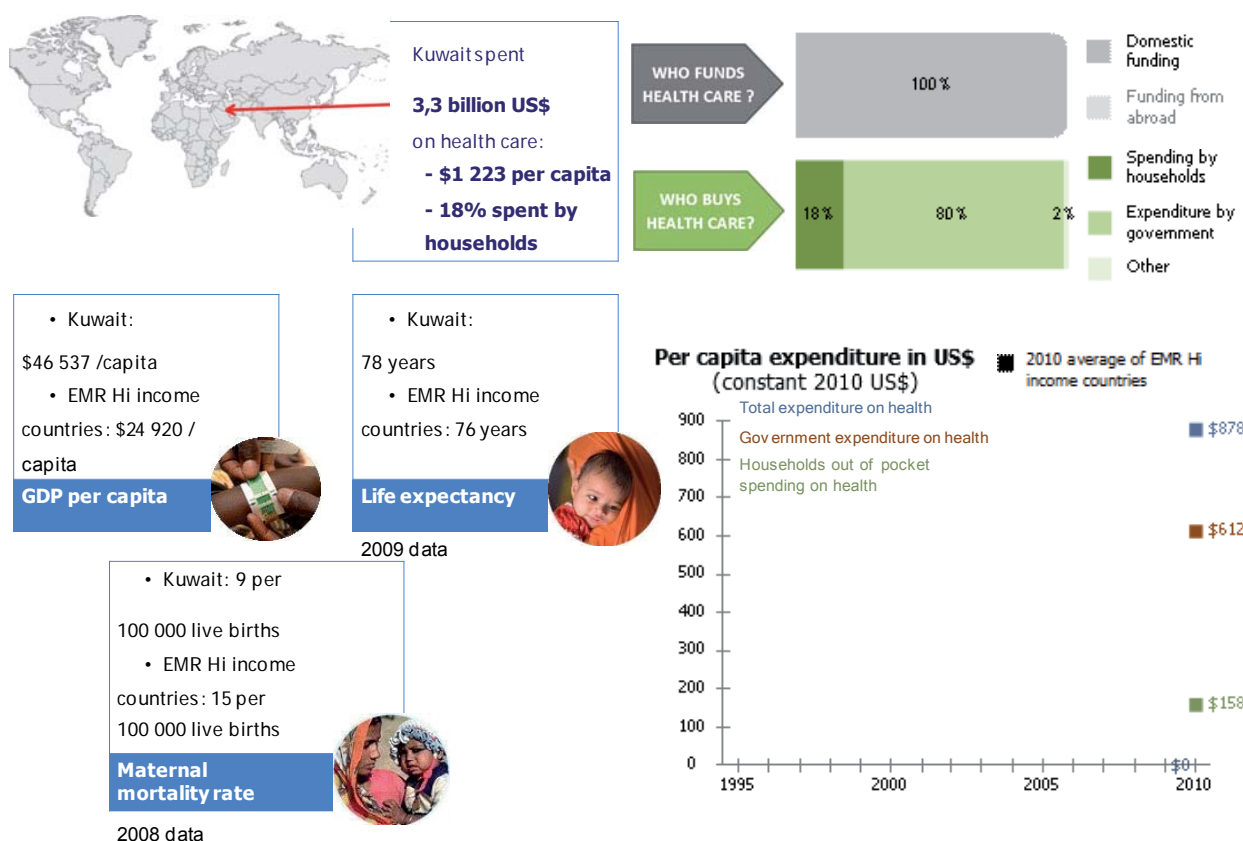 Kuwait spent
3,3 billion US$
on health care:
- $1 223 per capita
- 18% spent by
households
WHO FUNDS
HEALTH CARE ?
100 %
Domestic
funding
Funding from
abroad
WHO BUYS
HEALTH CARE?
18 %
80 %
2 %
Spending by
households
Expenditure by
government
Other
• Kuwait:
$46 537 /capita
• EMR Hi income
countries: $24 920 /
capita
GDP per capita
• Kuwait:
78 years
• EMR Hi income
countries: 76 years
Life expectancy
2009 data
• Kuwait: 9 per
100 000 live births
• EMR Hi income
countries: 15 per
100 000 live births
Maternal
mortality rate
2008 data
Per capita expenditure in US$
(constant 2010 US$)
2010 average of EMR Hi
income countries
Total expenditure on health
Government expenditure on health
Households out of pocket
spending on health
900
800
700
600
500
400
300
200
100
0
$878
$612
$158
$0
1995
2000
2005
2010